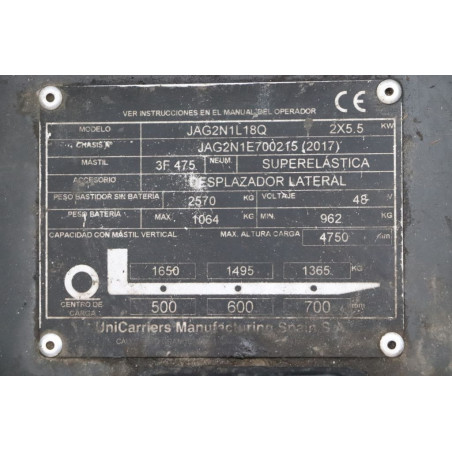 VER INSTRUCCIONES EN EL MANUAL DEL OPERADOR CE
MODELO JAG2N1L18Q 2X5.5 KW
CHASIS Nº JAG2N1E700215 (2017)
MÁSTIL 3F 475 NEUM. SUPERELÁSTICA
ACCESORIO DESPLAZADOR LATERAL
PESO BASTIDOR SIN BATERÍA 2570 KG VOLTAJE 48 V
PESO BATERÍA MAX. 1064 KG MIN. 962 KG
CAPACIDAD CON MÁSTIL VERTICAL MAX. ALTURA CARGA 4750 mm
1650 1495 1365 KG
CENTRO DE CARGA 500 600 700 mm
UniCarriers Manufacturing Spain S.A.